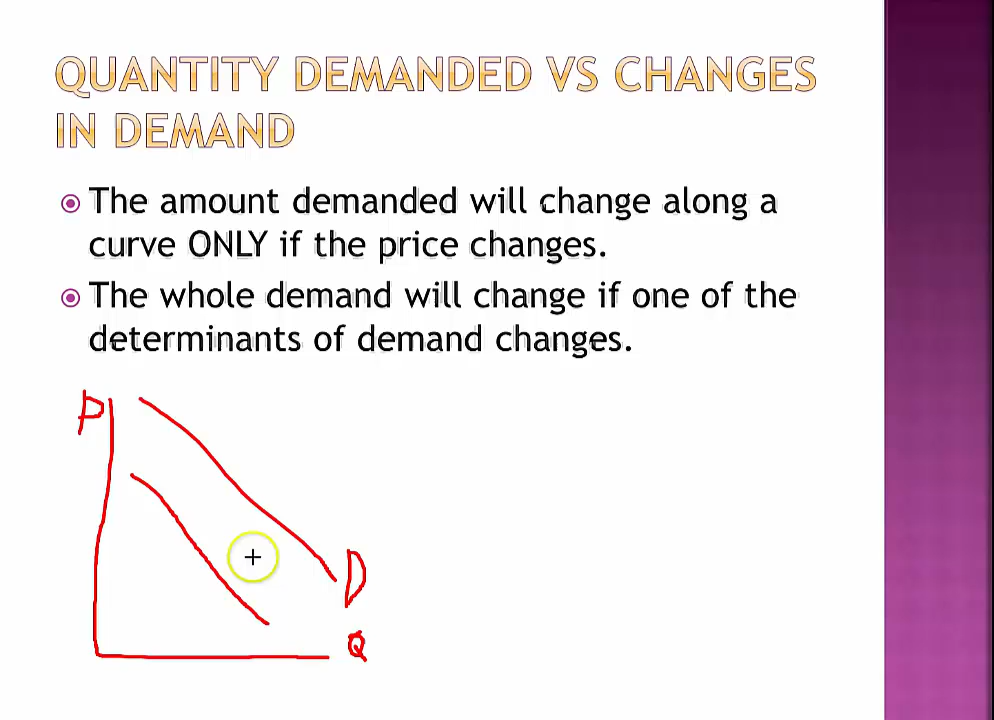 QUANTITY DEMANDED VS CHANGES
IN DEMAND
The amount demanded will change along a
curve ONLY if the price changes.
The whole demand will change if one of the
determinants of demand changes.
P
D
Q